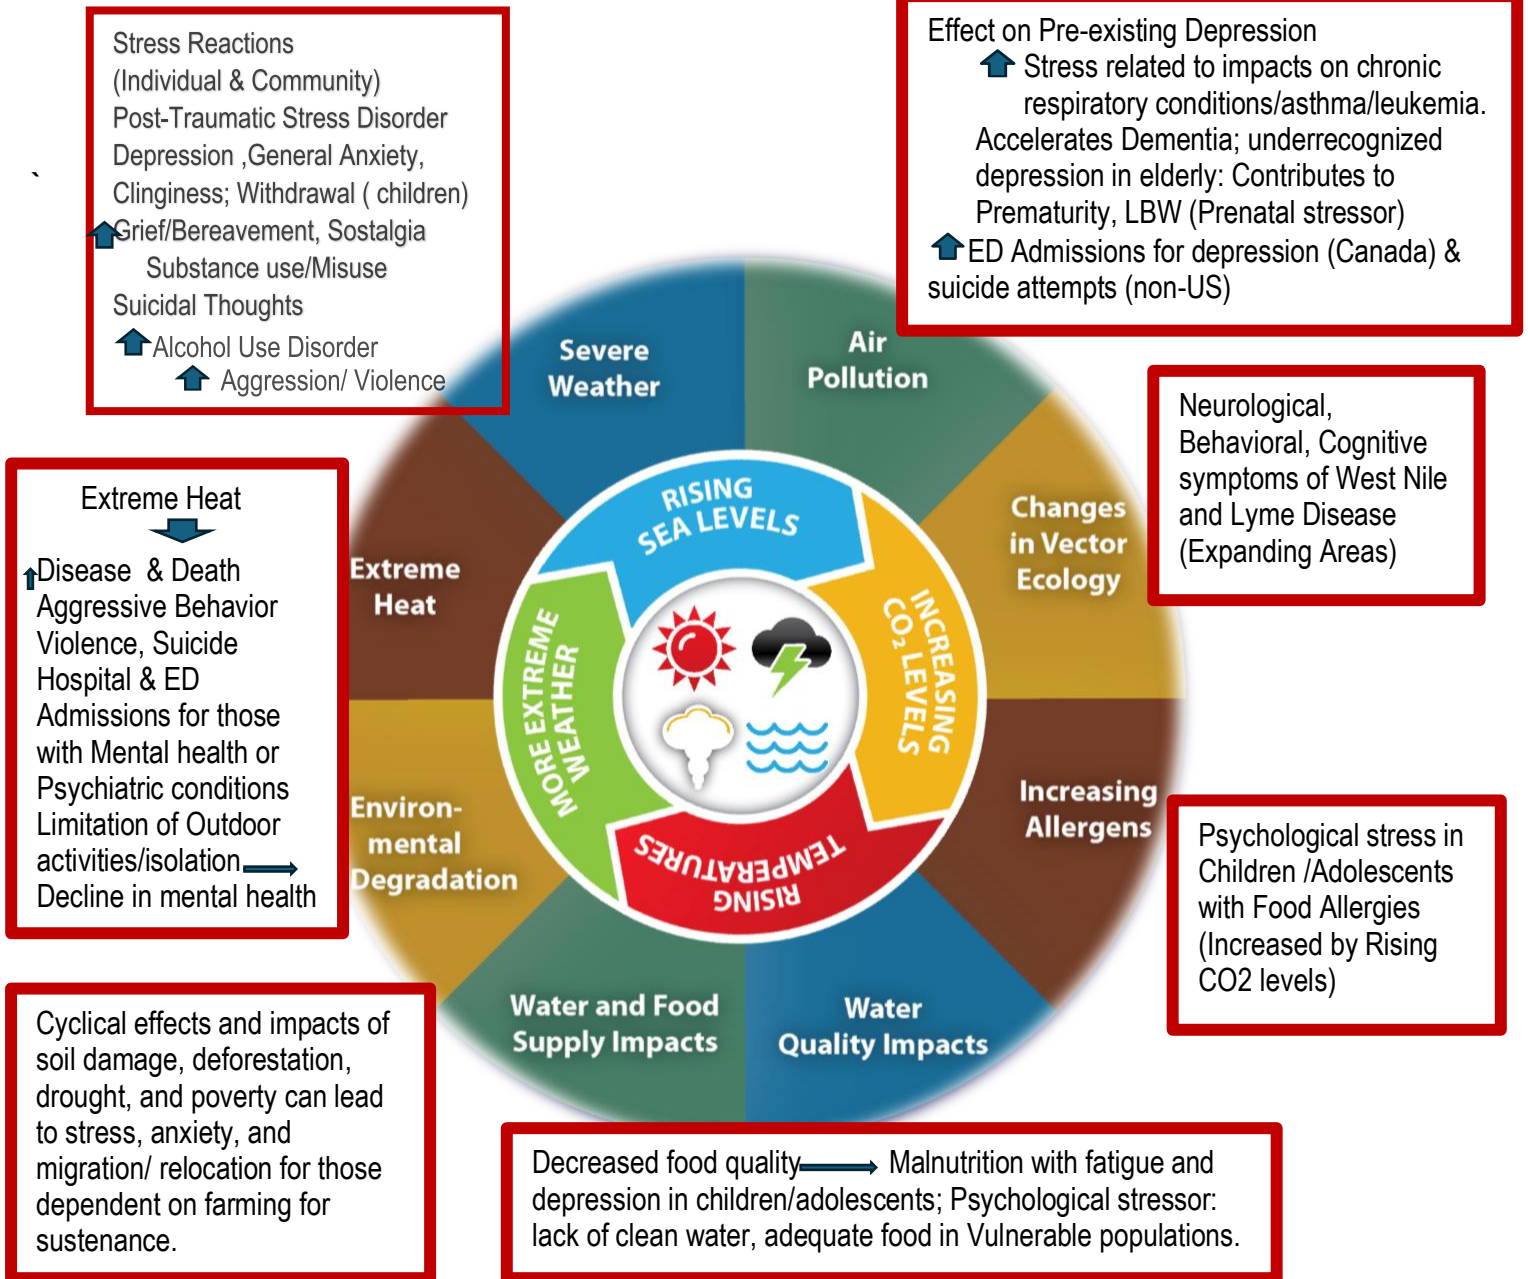 Stress Reactions
(Individual & Community)
Post-Traumatic Stress Disorder
Depression ,General Anxiety,
Clinginess; Withdrawal ( children)
Grief/Bereavement, Sostalgia
Substance use/Misuse
Suicidal Thoughts
Alcohol Use Disorder
Aggression/ Violence
`
Effect on Pre-existing Depression
Stress related to impacts on chronic
respiratory conditions/asthma/leukemia.
Accelerates Dementia; underrecognized
depression in elderly: Contributes to
Prematurity, LBW (Prenatal stressor)
ED Admissions for depression (Canada) &
suicide attempts (non-US)
Neurological,
Behavioral, Cognitive
symptoms of West Nile
and Lyme Disease
(Expanding Areas)
Extreme Heat
Disease & Death
Aggressive Behavior
Violence, Suicide
Hospital & ED
Admissions for those
with Mental health or
Psychiatric conditions
Limitation of Outdoor
activities/isolation
Decline in mental health
Psychological stress in
Children /Adolescents
with Food Allergies
(Increased by Rising
CO2 levels)
Cyclical effects and impacts of
soil damage, deforestation,
drought, and poverty can lead
to stress, anxiety, and
migration/ relocation for those
dependent on farming for
sustenance.
Decreased food quality Malnutrition with fatigue and
depression in children/adolescents; Psychological stressor:
lack of clean water, adequate food in Vulnerable populations.
Severe
Weather
Air
Pollution
Changes
in Vector
Ecology
Increasing
Allergens
Water
Quality Impacts
Water and Food
Supply Impacts
Environ-
mental
Degradation
Extreme
Heat
RISING
SEA LEVELS
INCREASING
CO₂ LEVELS
RISING
TEMPERATURES
MORE EXTREME
WEATHER